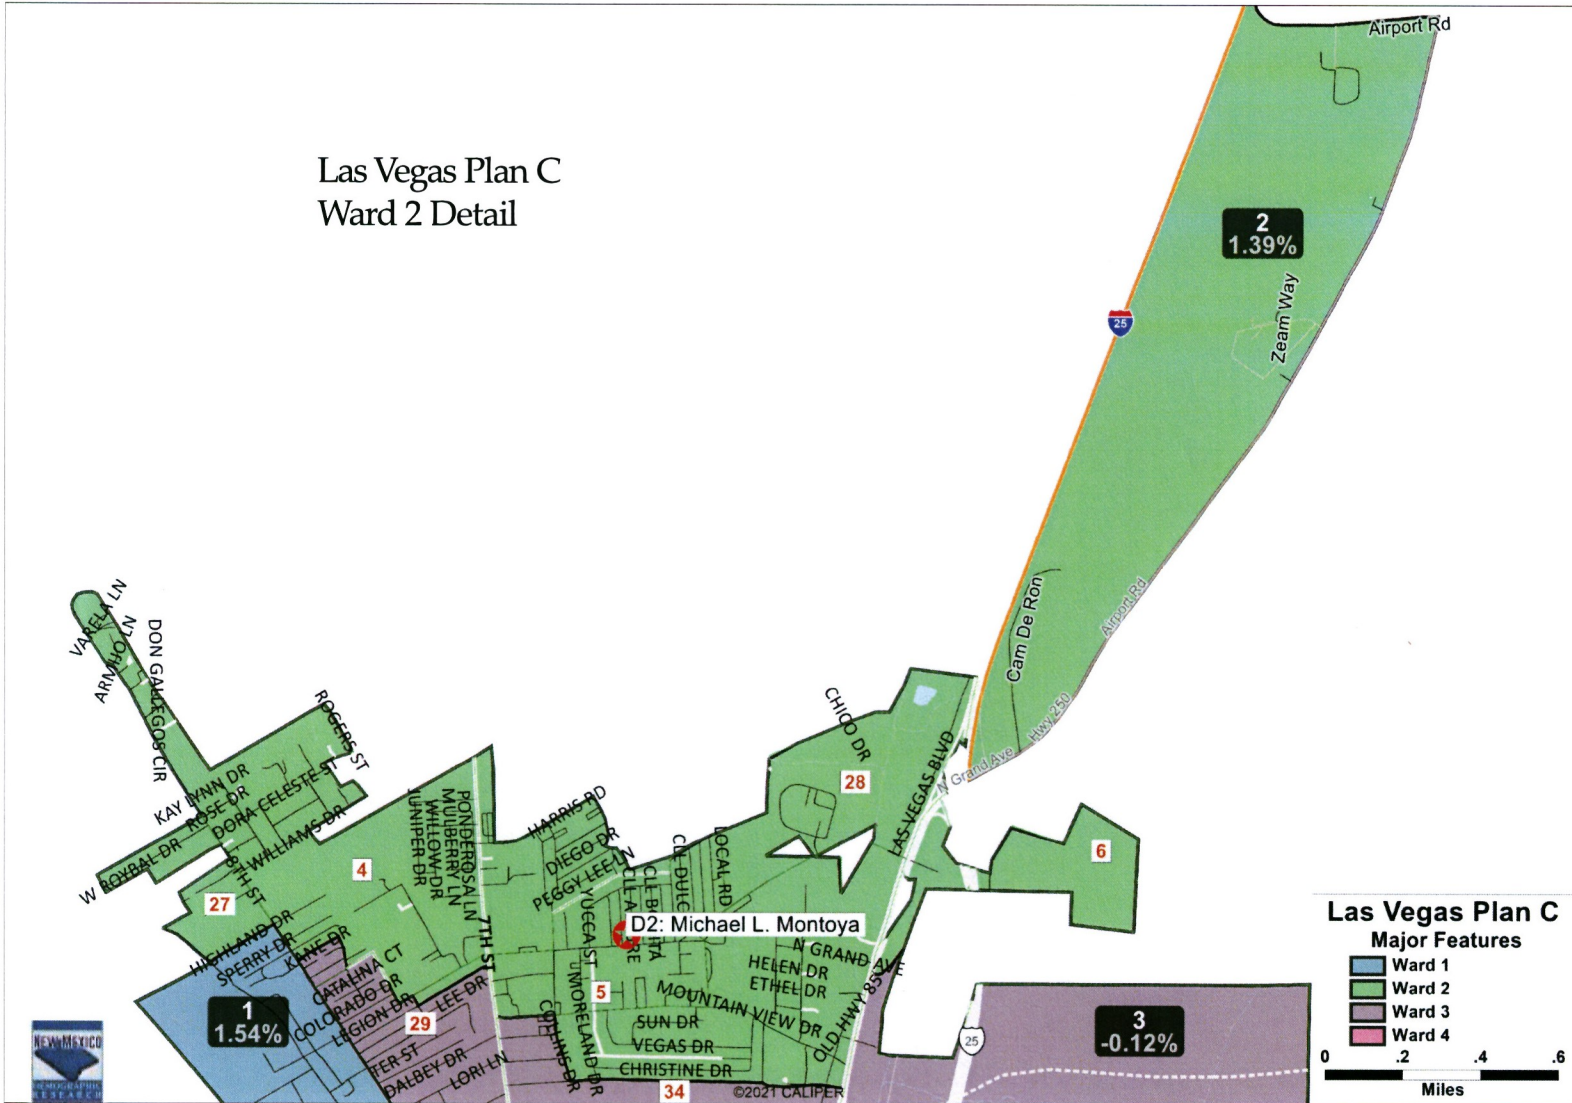 Airport Rd
Las Vegas Plan C
Ward 2 Detail
2
1.39%
Zeam Way
25
Cam De Ron
Airport Rd
Hwy 250
N Grand Ave
VARELA LN
ARMIJO LN
DON GALLEGOS CIR
ROGERS ST
KAY LYNN DR
ROSE DR
DORA CELESTE ST
WILLIAMS DR
W ROYBAL DR
8TH ST
CHICO DR
28
LAS VEGAS BLVD
6
PONDEROSA LN
MULBERRY LN
WILLOW DR
JUNIPER DR
4
27
HARRIS RD
DIEGO DR
PEGGY LEE LN
LOCAL RD
7TH ST
YUCCA ST
D2: Michael L. Montoya
HIGHLAND DR
SPERRY DR
KANE DR
CATALINA CT
COLORADO DR
LEGION DR
LEE DR
29
TER ST
DALBEY DR
LORI LN
1
1.54%
COLLINS DR
MORELAND DR
5
N GRAND AVE
HELEN DR
ETHEL DR
MOUNTAIN VIEW DR
OLD HWY 85
SUN DR
VEGAS DR
CHRISTINE DR
34
©2021 CALIPER
25
3
-0.12%
NEW MEXICO
DEMOGRAPHIC
RESEARCH
Las Vegas Plan C
Major Features
Ward 1
Ward 2
Ward 3
Ward 4
0 .2 .4 .6
Miles